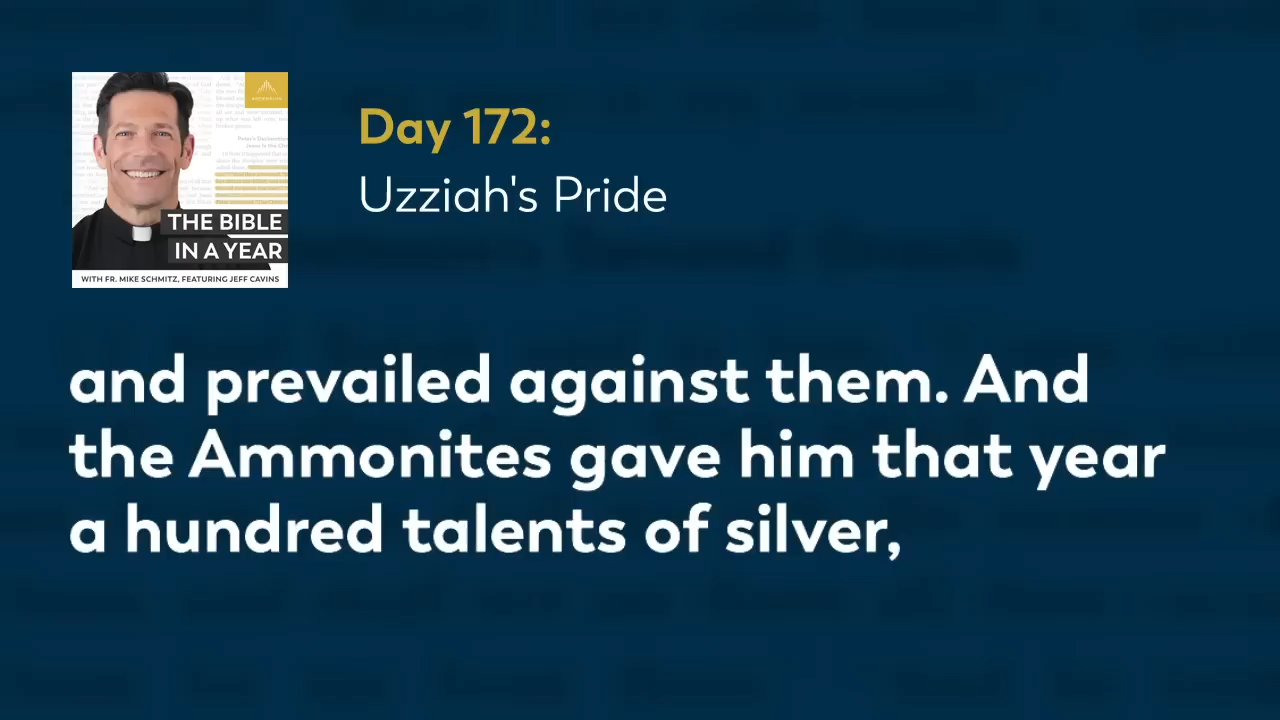 Day 172:
Uzziah's Pride
THE BIBLE
IN A YEAR
WITH FR. MIKE SCHMITZ, FEATURING JEFF CAVINS
and prevailed against them. And
the Ammonites gave him that year
a hundred talents of silver,